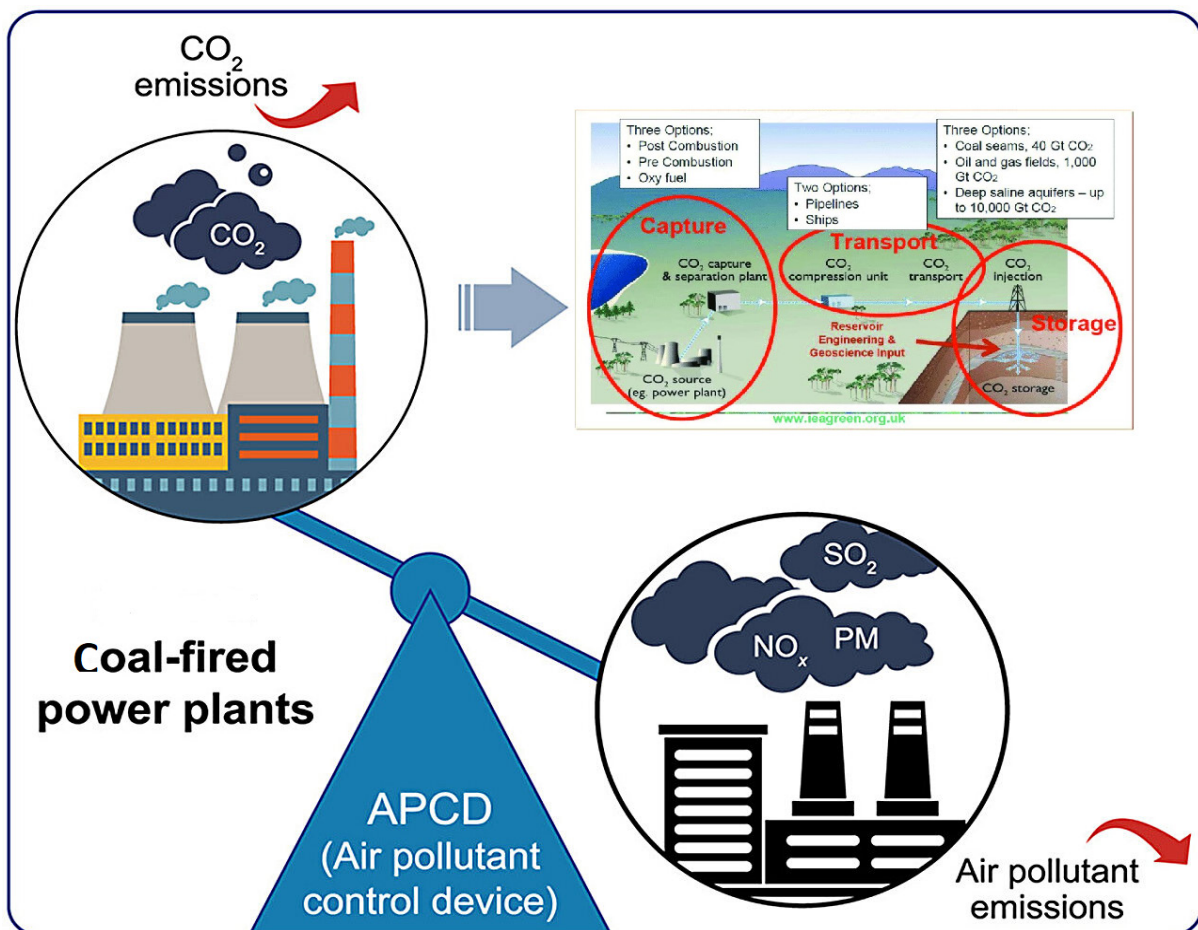 CO₂
emissions
CO₂
Three Options;
• Post Combustion
• Pre Combustion
• Oxy fuel
Two Options;
• Pipelines
• Ships
Three Options;
• Coal seams, 40 Gt CO₂
• Oil and gas fields, 1,000
Gt CO₂
• Deep saline aquifers – up
to 10,000 Gt CO₂
Capture
Transport
CO₂ capture
& separation plant
CO₂
compression unit
CO₂
transport
CO₂
injection
Storage
Reservoir
Engineering &
Geoscience Input
CO₂ source
(eg. power plant)
CO₂ storage
www.ieagreen.org.uk
SO₂
NOₓ
PM
Coal-fired
power plants
APCD
(Air pollutant
control device)
Air pollutant
emissions